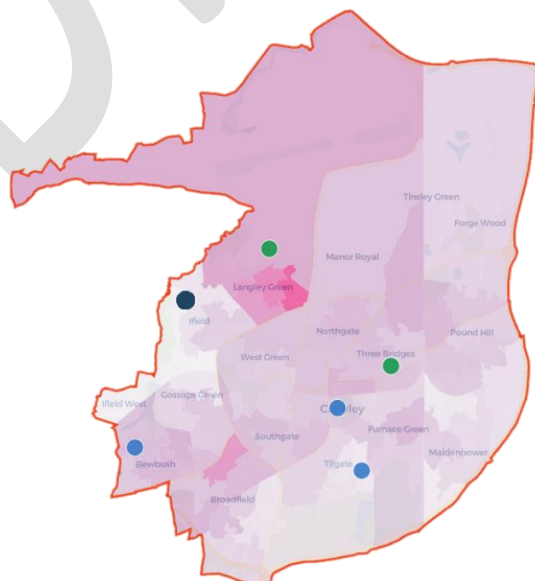 Tinsley Green
Forge Wood
Manor Royal
Langley Green
Ifield
Northgate
Pound Hill
Three Bridges
West Green
Gossops Green
Ifield West
Crawley
Furnace Green
Southgate
Maidenbower
Tilgate
Bewbush
Broadfield